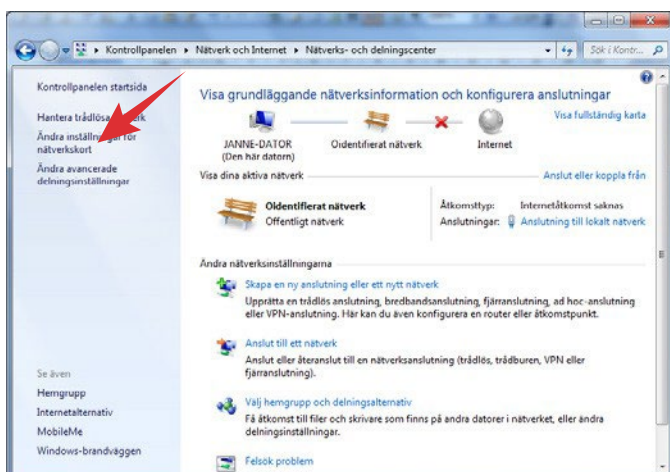 Kontrollpanelen ▸ Nätverk och Internet ▸ Nätverks- och delningscenter
Sök i Kontr...
Kontrollpanelen startsida
Hantera trådlösa
Ändra inställningar för
nätverkskort
Ändra avancerade
delningsinställningar
Se även
Hemgrupp
Internetalternativ
MobileMe
Windows-brandväggen
Visa grundläggande nätverksinformation och konfigurera anslutningar
Visa fullständig karta
JANNE-DATOR
(Den här datorn)
Oidentifierat nätverk
Internet
Visa dina aktiva nätverk
Anslut eller koppla från
Oidentifierat nätverk
Offentligt nätverk
Åtkomsttyp: Internetåtkomst saknas
Anslutningar: Anslutning till lokalt nätverk
Ändra nätverksinställningarna
Skapa en ny anslutning eller ett nytt nätverk
Upprätta en trådlös anslutning, bredbandsanslutning, fjärranslutning, ad hoc-anslutning
eller VPN-anslutning. Här kan du även konfigurera en router eller åtkomstpunkt.
Anslut till ett nätverk
Anslut eller återanslut till en nätverksanslutning (trådlös, trådburen, VPN eller
fjärranslutning).
Välj hemgrupp och delningsalternativ
Få åtkomst till filer och skrivare som finns på andra datorer i nätverket, eller ändra
delningsinställningar.
Felsök problem